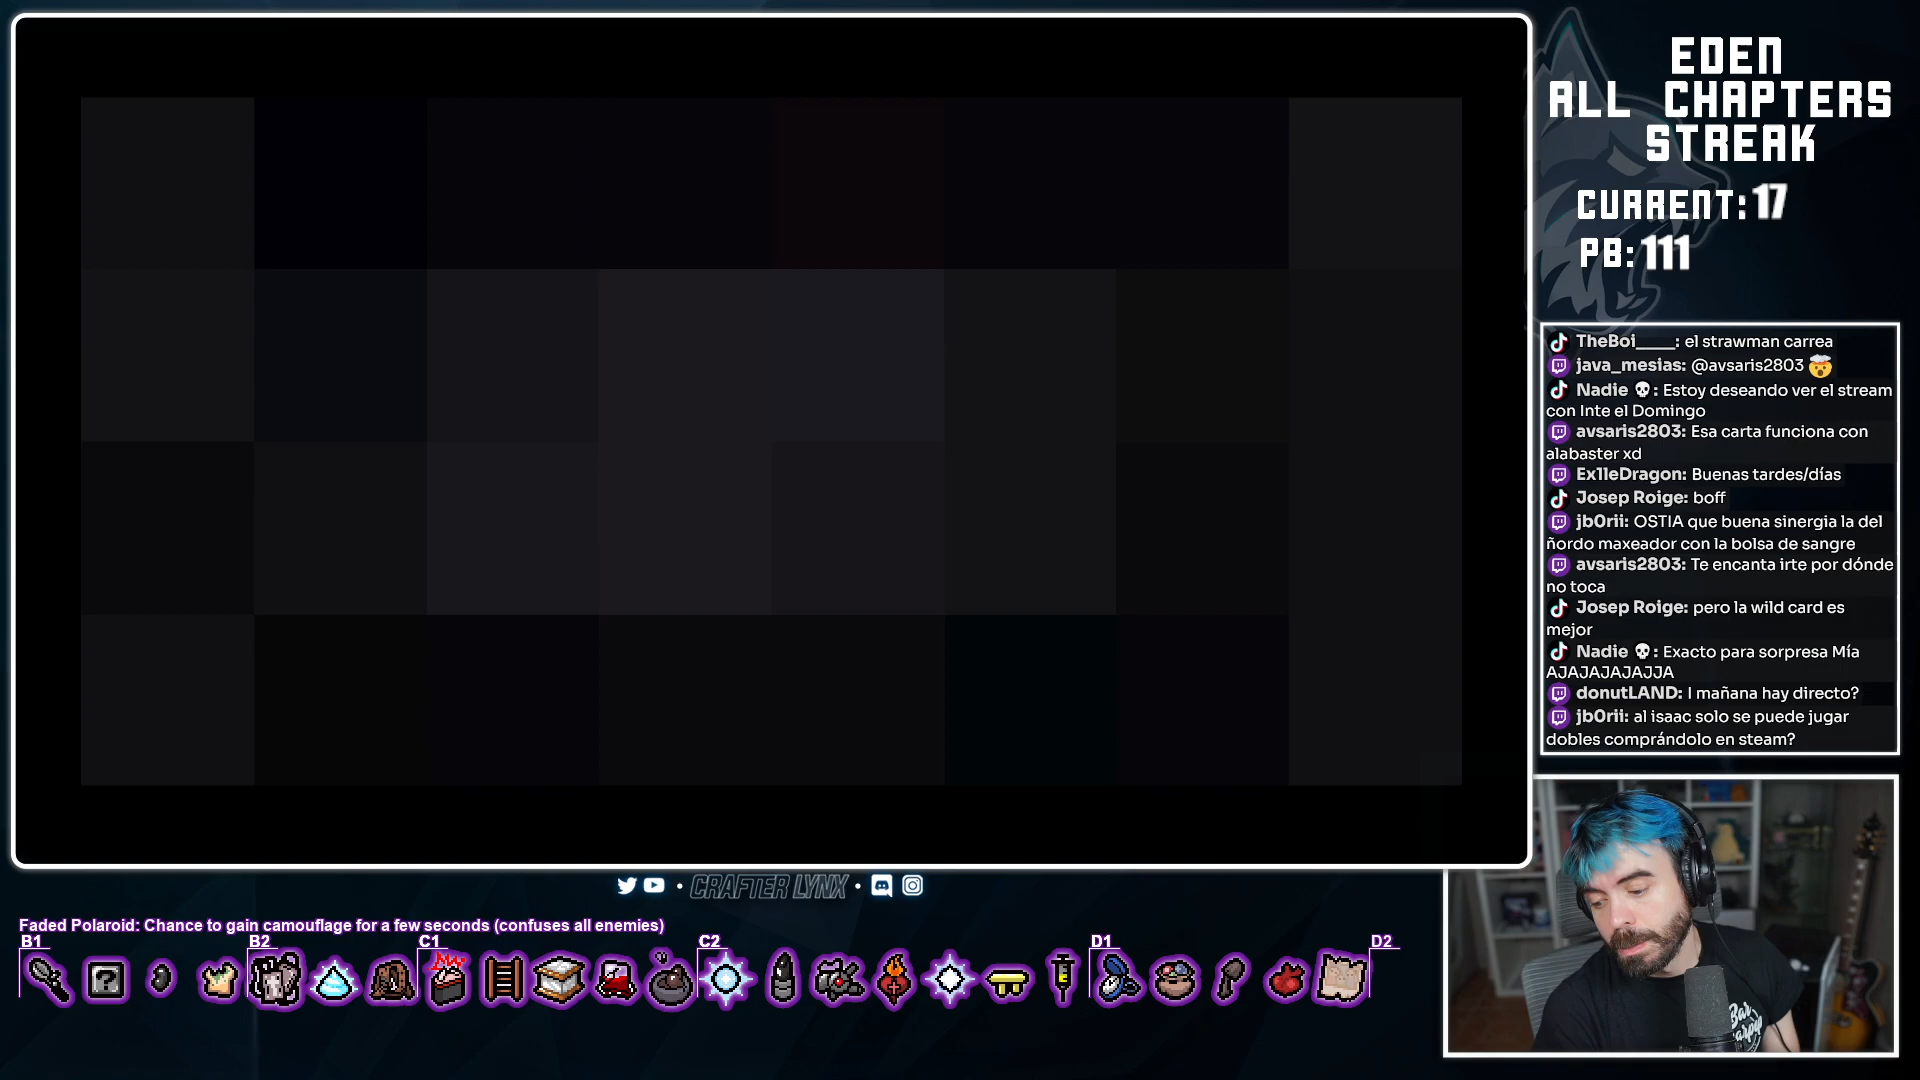 EDEN
ALL CHAPTERS
STREAK
CURRENT: 17
PB: 111
TheBoi____: el strawman carrea
java_mesias: @avsaris2803 🤯
Nadie 💀: Estoy deseando ver el stream
con Inte el Domingo
avsaris2803: Esa carta funciona con
alabaster xd
Ex1leDragon: Buenas tardes/días
Josep Roige: boff
jb0rii: OSTIA que buena sinergia la del
ñordo maxeador con la bolsa de sangre
avsaris2803: Te encanta irte por dónde
no toca
Josep Roige: pero la wild card es
mejor
Nadie 💀: Exacto para sorpresa Mía
AJAJAJAJAJJA
donutLAND: I mañana hay directo?
jb0rii: al isaac solo se puede jugar
dobles comprándolo en steam?
CRAFTER LYNX
Faded Polaroid: Chance to gain camouflage for a few seconds (confuses all enemies)
B1 B2 C1 C2 D1 D2